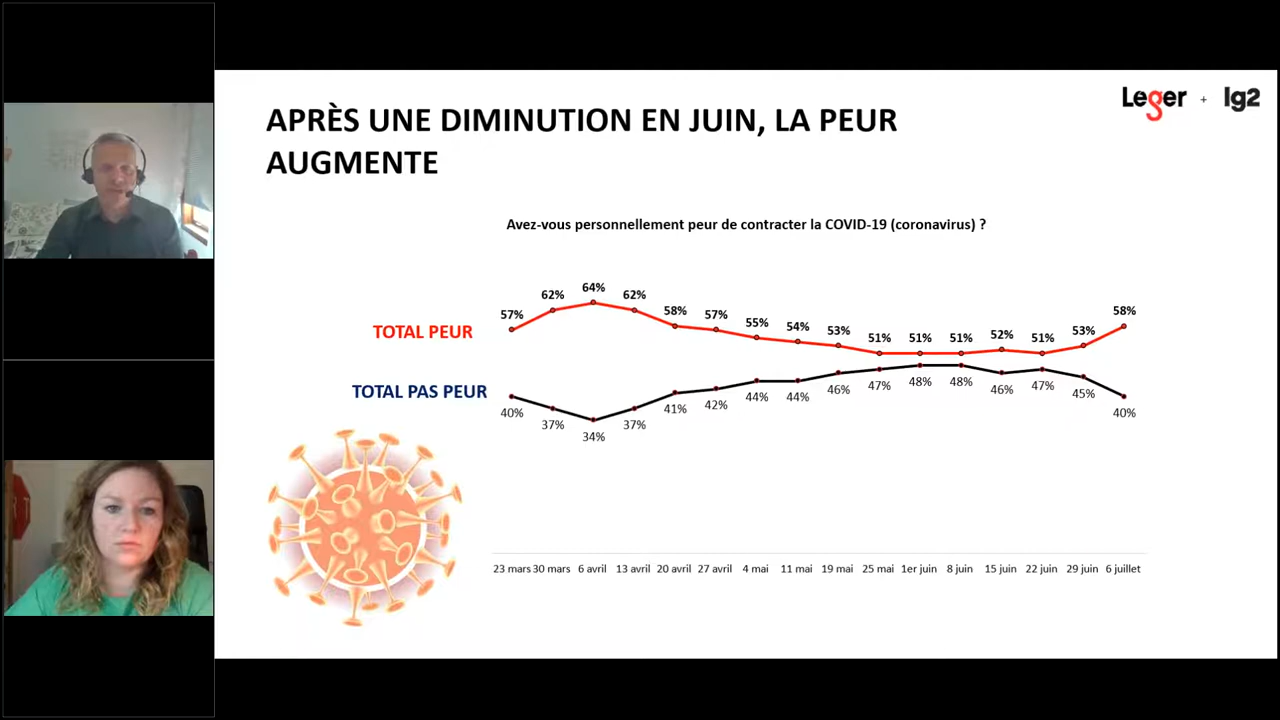 Leger + lg2
APRÈS UNE DIMINUTION EN JUIN, LA PEUR
AUGMENTE
Avez-vous personnellement peur de contracter la COVID-19 (coronavirus) ?
TOTAL PEUR
57% 62% 64% 62% 58% 57% 55% 54% 53% 51% 51% 51% 52% 51% 53% 58%
TOTAL PAS PEUR
40% 37% 34% 37% 41% 42% 44% 44% 46% 47% 48% 48% 46% 47% 45% 40%
23 mars 30 mars 6 avril 13 avril 20 avril 27 avril 4 mai 11 mai 19 mai 25 mai 1er juin 8 juin 15 juin 22 juin 29 juin 6 juillet